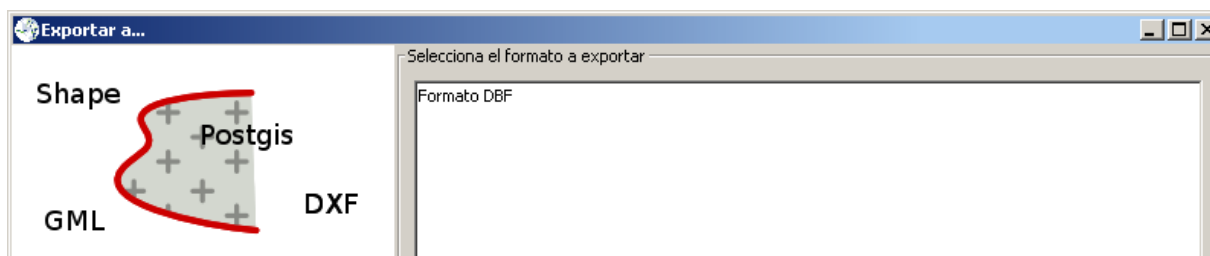 Exportar a...
Selecciona el formato a exportar
Formato DBF
Shape
Postgis
DXF
GML